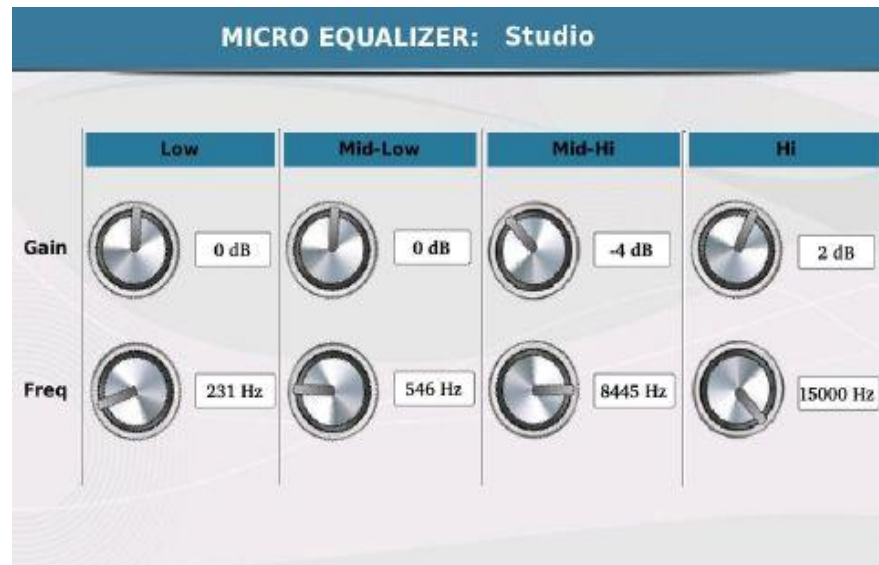 MICRO EQUALIZER: Studio
Low Mid-Low Mid-Hi Hi
Gain 0 dB 0 dB -4 dB 2 dB
Freq 231 Hz 546 Hz 8445 Hz 15000 Hz